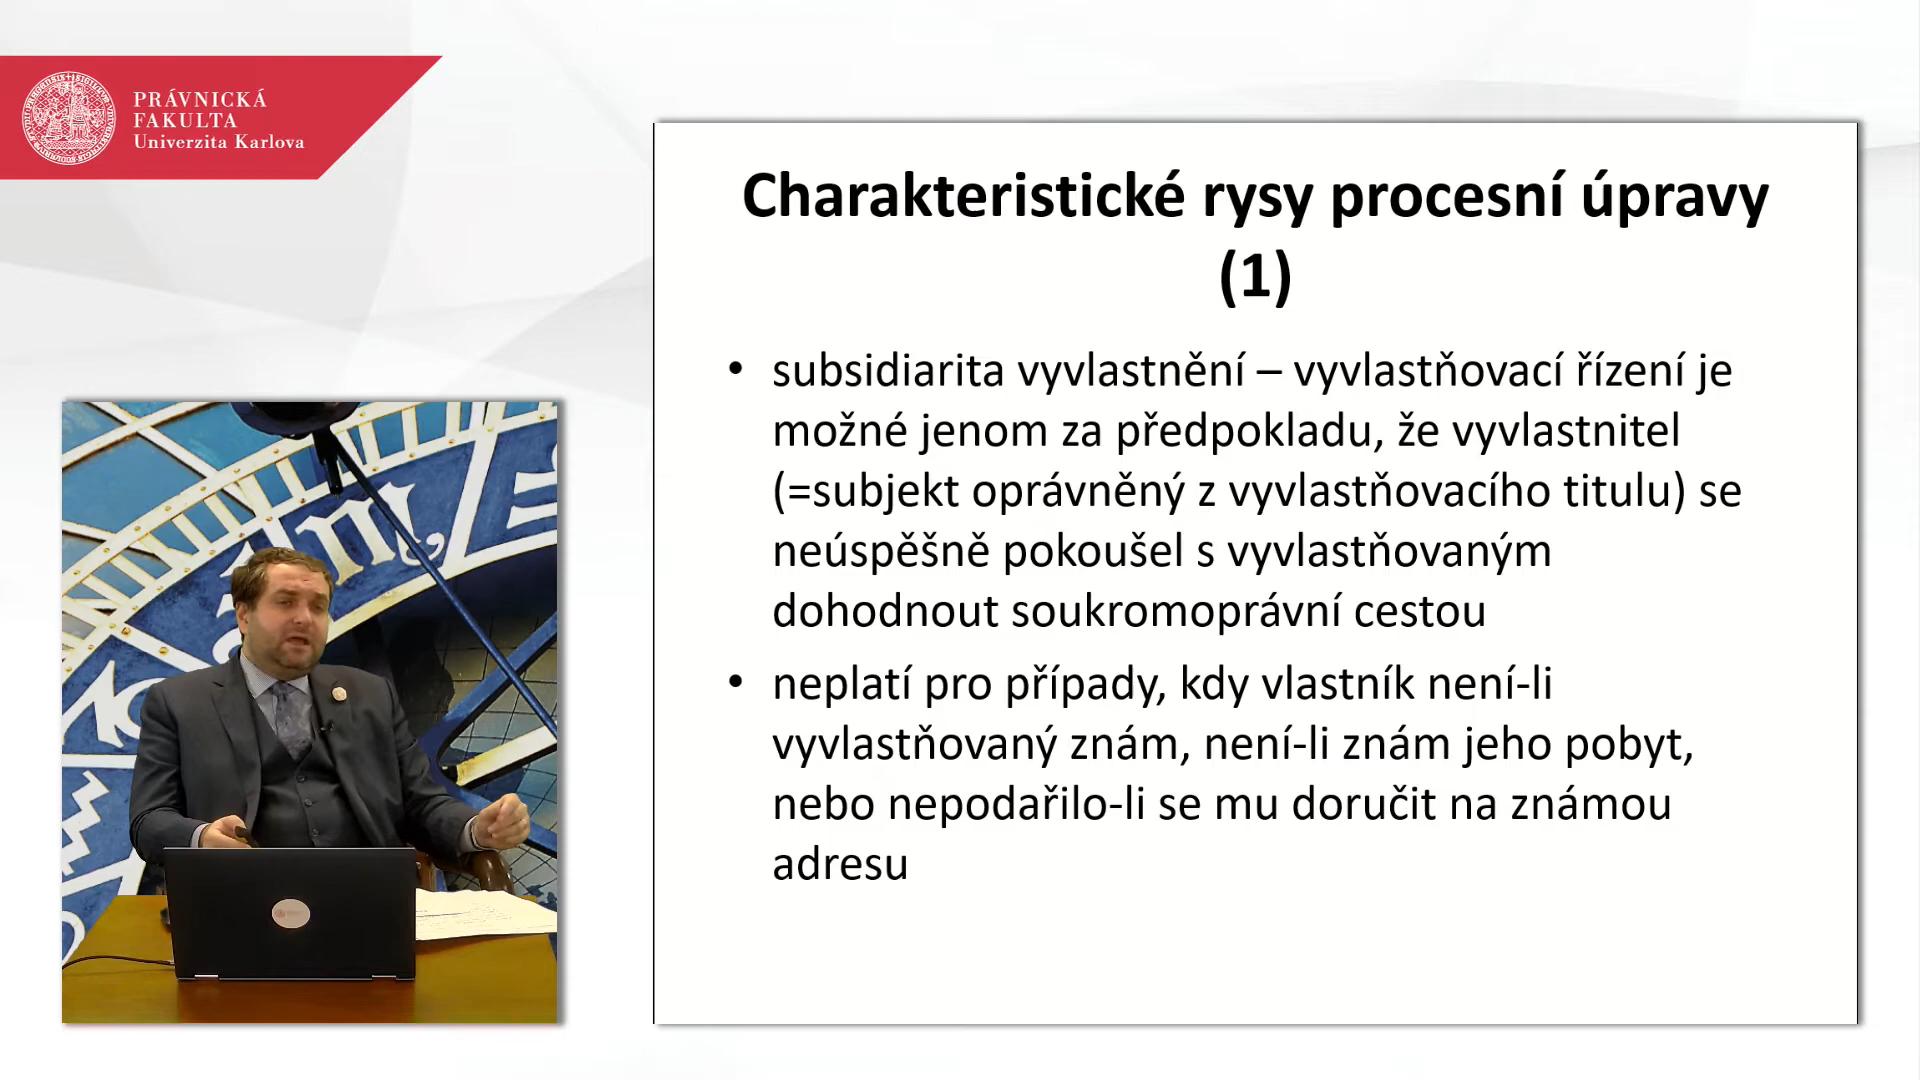 PRÁVNICKÁ
FAKULTA
Univerzita Karlova
Charakteristické rysy procesní úpravy
(1)
• subsidiarita vyvlastnění – vyvlastňovací řízení je
možné jenom za předpokladu, že vyvlastnitel
(=subjekt oprávněný z vyvlastňovacího titulu) se
neúspěšně pokoušel s vyvlastňovaným
dohodnout soukromoprávní cestou
• neplatí pro případy, kdy vlastník není-li
vyvlastňovaný znám, není-li znám jeho pobyt,
nebo nepodařilo-li se mu doručit na známou
adresu